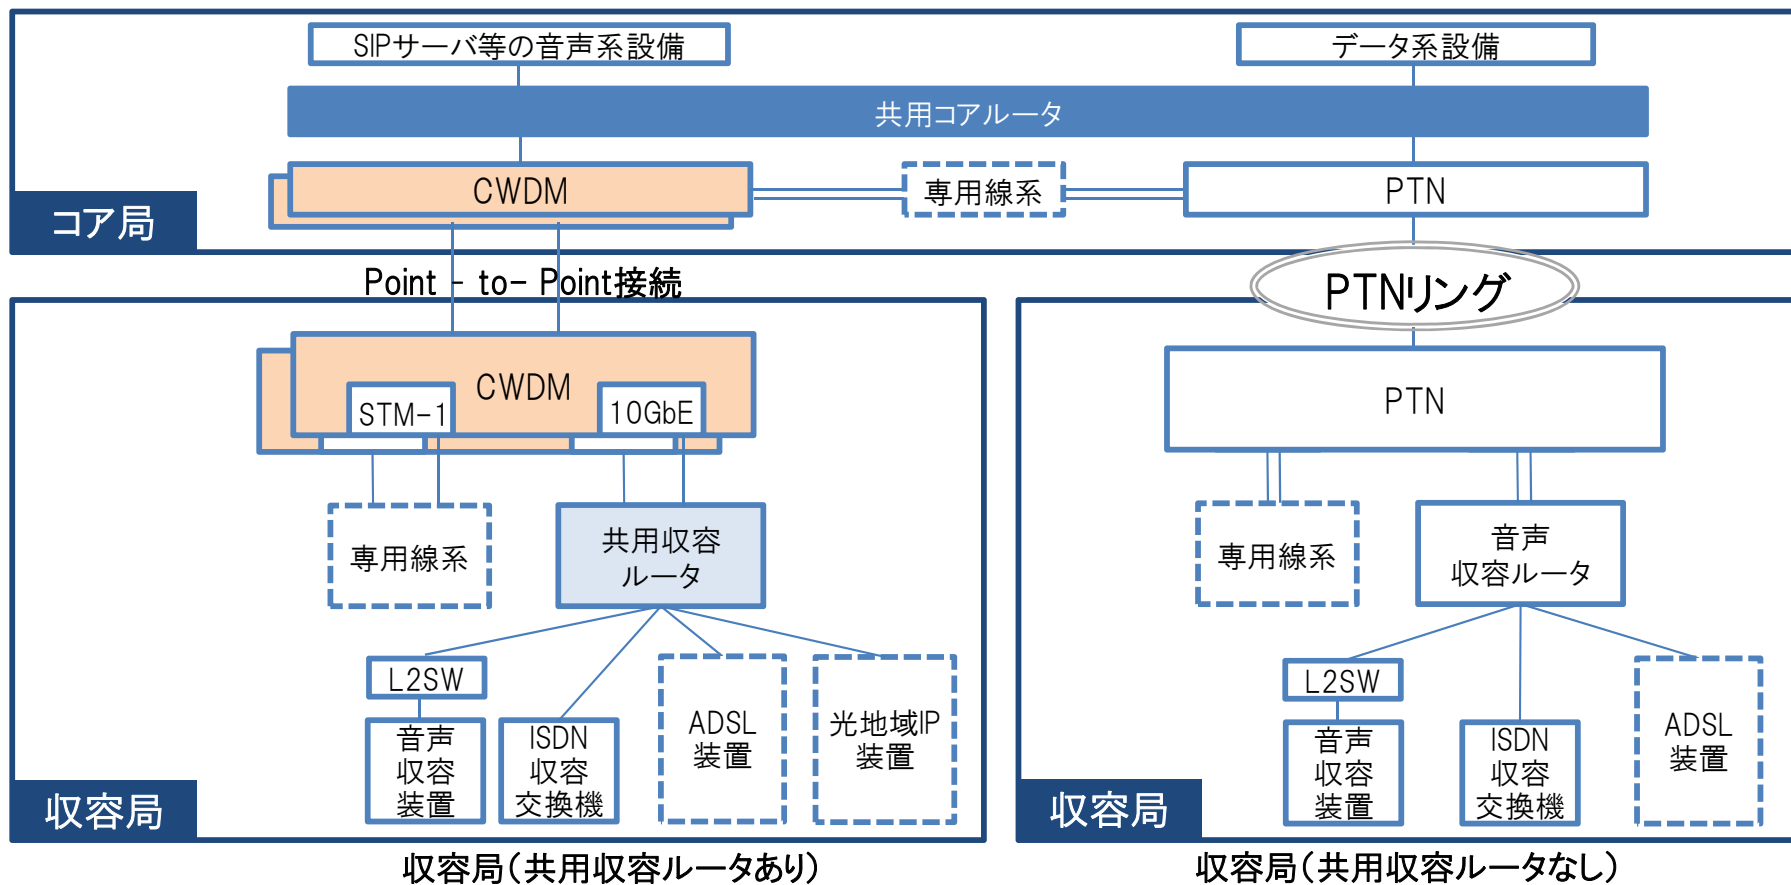 SIPサーバ等の音声系設備
データ系設備
共用コアルータ
CWDM
専用線系
PTN
コア局
Point - to- Point接続
PTNリング
CWDM
STM-1
10GbE
専用線系
共用収容
ルータ
L2SW
音声
収容
装置
ISDN
収容
交換機
ADSL
装置
光地域IP
装置
収容局
収容局(共用収容ルータあり)
PTN
専用線系
音声
収容ルータ
L2SW
音声
収容
装置
ISDN
収容
交換機
ADSL
装置
収容局
収容局(共用収容ルータなし)